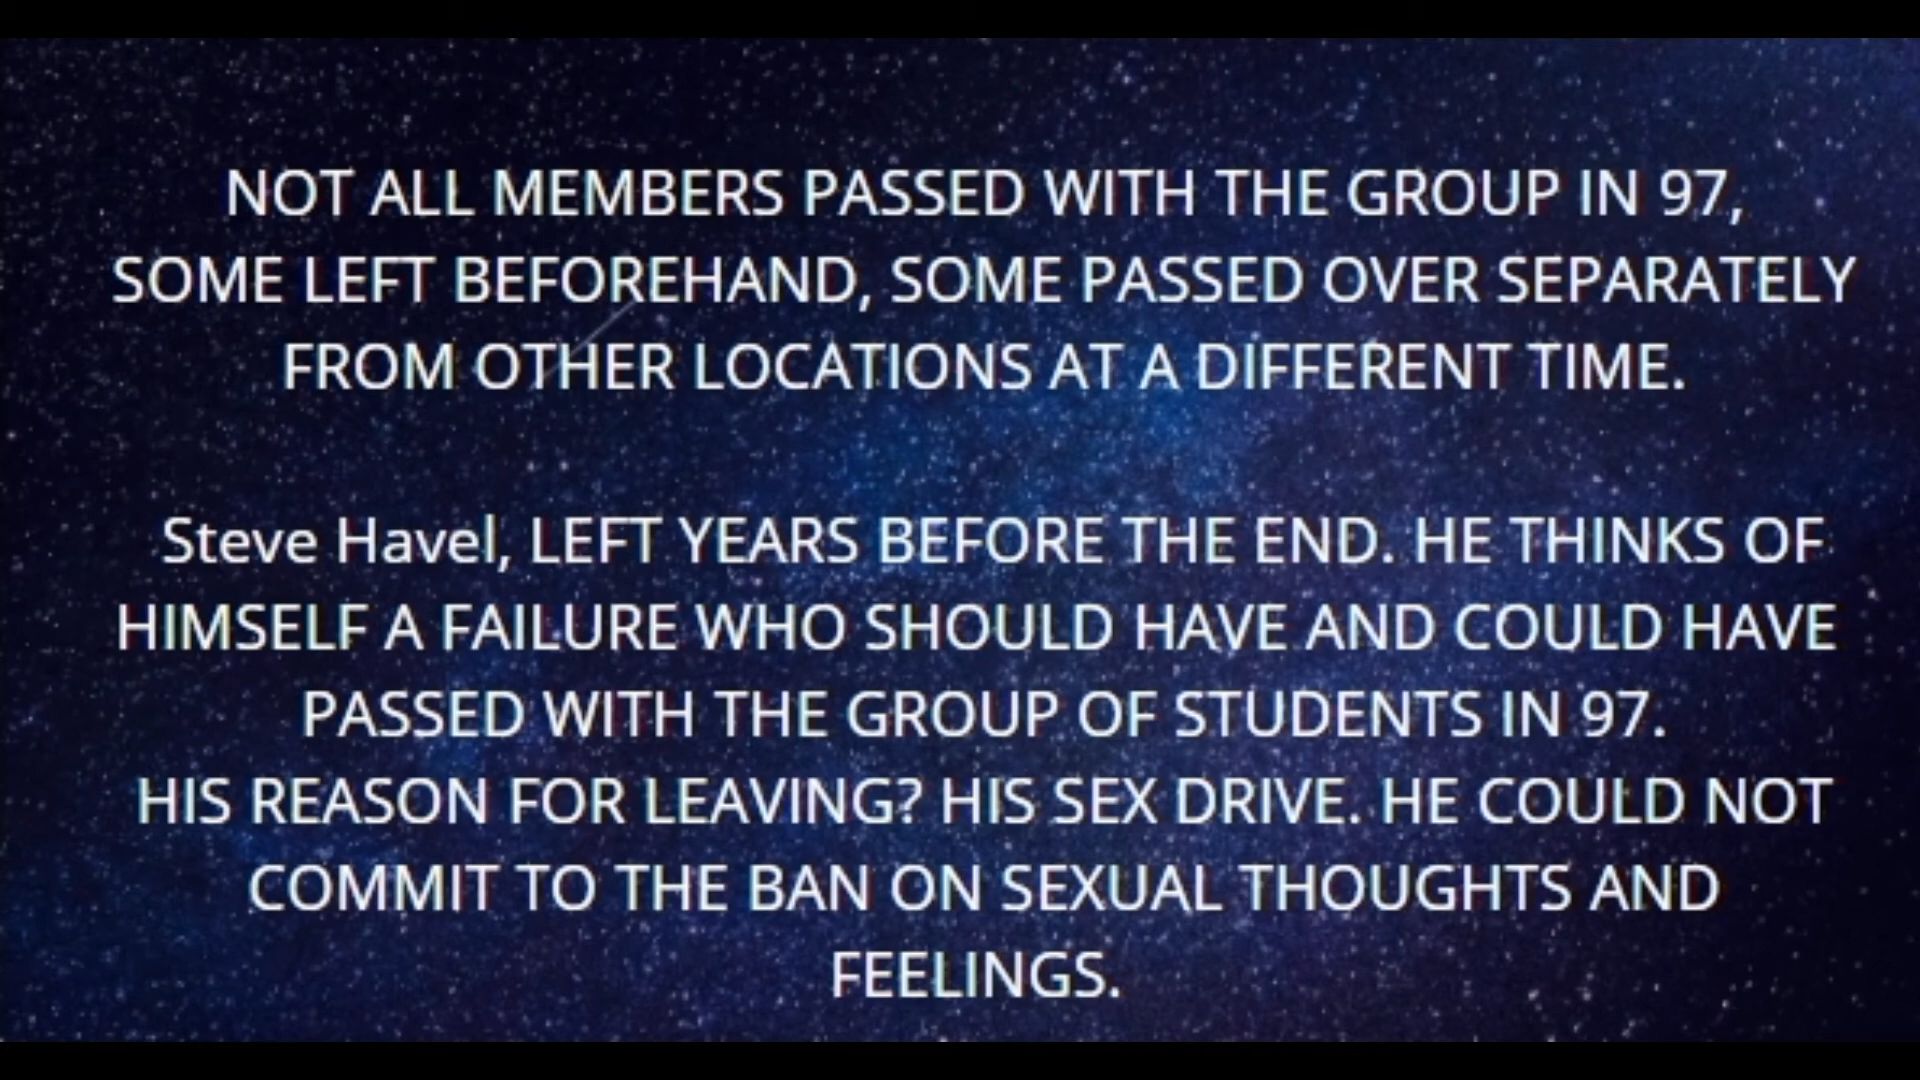 NOT ALL MEMBERS PASSED WITH THE GROUP IN 97,
SOME LEFT BEFOREHAND, SOME PASSED OVER SEPARATELY
FROM OTHER LOCATIONS AT A DIFFERENT TIME.
Steve Havel, LEFT YEARS BEFORE THE END. HE THINKS OF
HIMSELF A FAILURE WHO SHOULD HAVE AND COULD HAVE
PASSED WITH THE GROUP OF STUDENTS IN 97.
HIS REASON FOR LEAVING? HIS SEX DRIVE. HE COULD NOT
COMMIT TO THE BAN ON SEXUAL THOUGHTS AND
FEELINGS.